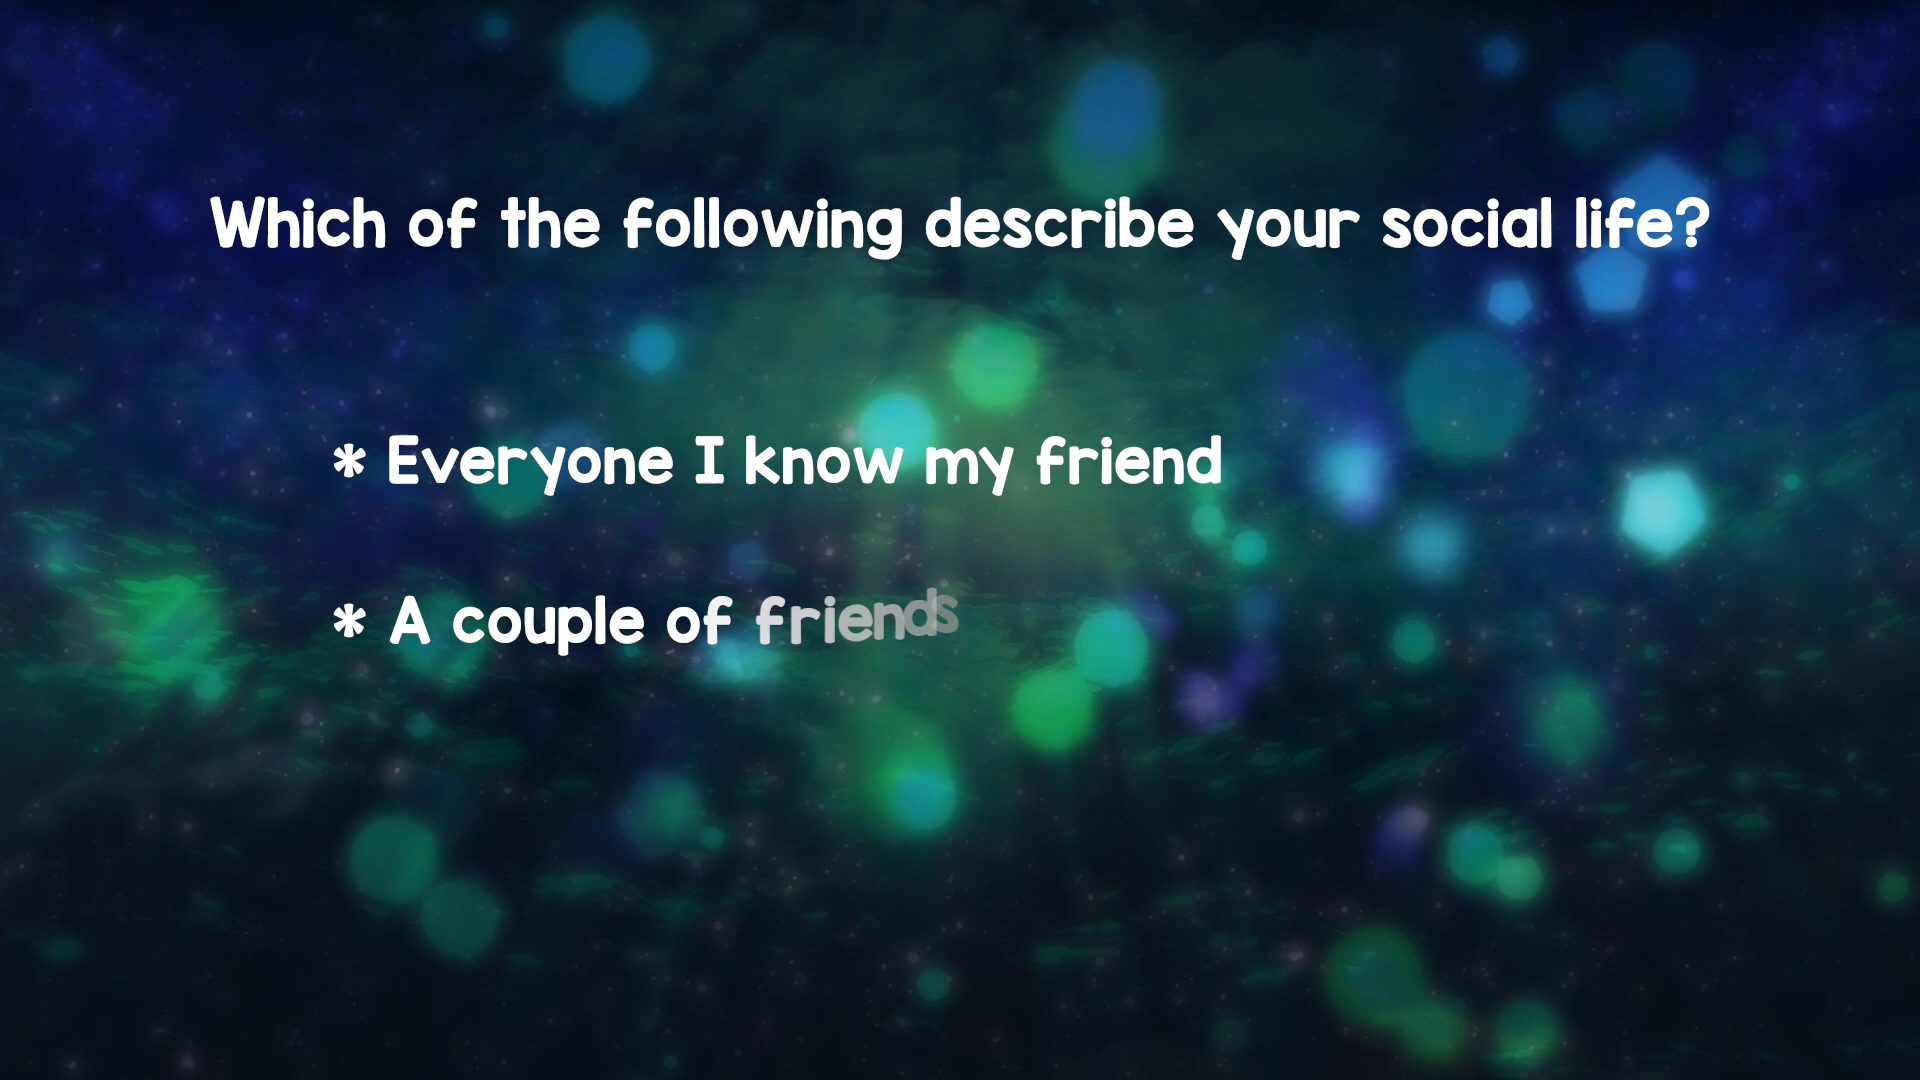 Which of the following describe your social life?
* Everyone I know my friend
* A couple of friends